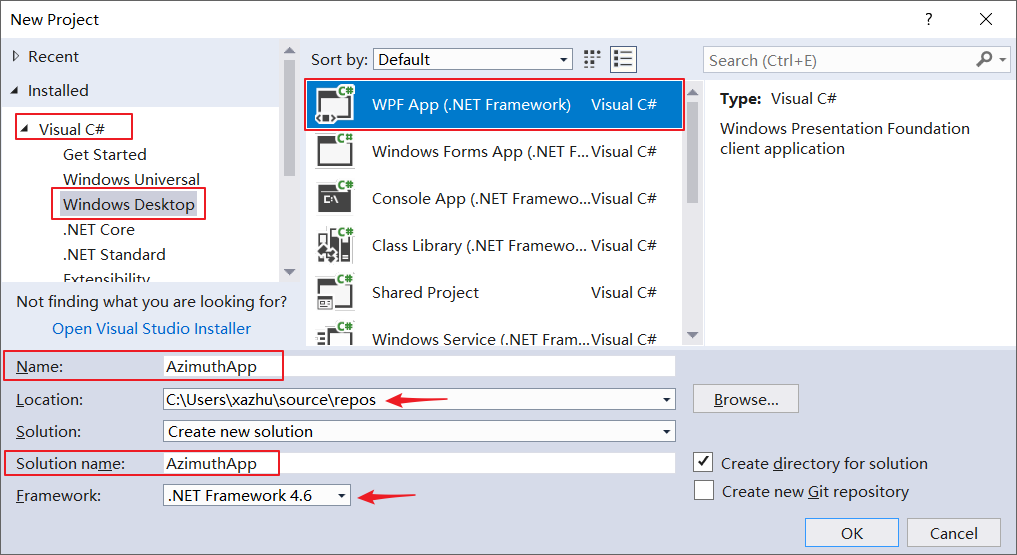 New Project
?
Recent
Installed
Visual C#
Get Started
Windows Universal
Windows Desktop
.NET Core
.NET Standard
Extensibility
Not finding what you are looking for?
Open Visual Studio Installer
Sort by: Default
WPF App (.NET Framework) Visual C#
Windows Forms App (.NET F... Visual C#
Console App (.NET Framewo... Visual C#
Class Library (.NET Framewo... Visual C#
Shared Project Visual C#
Windows Service (.NET Fram... Visual C#
Search (Ctrl+E)
Type: Visual C#
Windows Presentation Foundation
client application
Name: AzimuthApp
Location: C:\Users\xazhu\source\repos
Browse...
Solution: Create new solution
Solution name: AzimuthApp
Create directory for solution
Framework: .NET Framework 4.6
Create new Git repository
OK Cancel